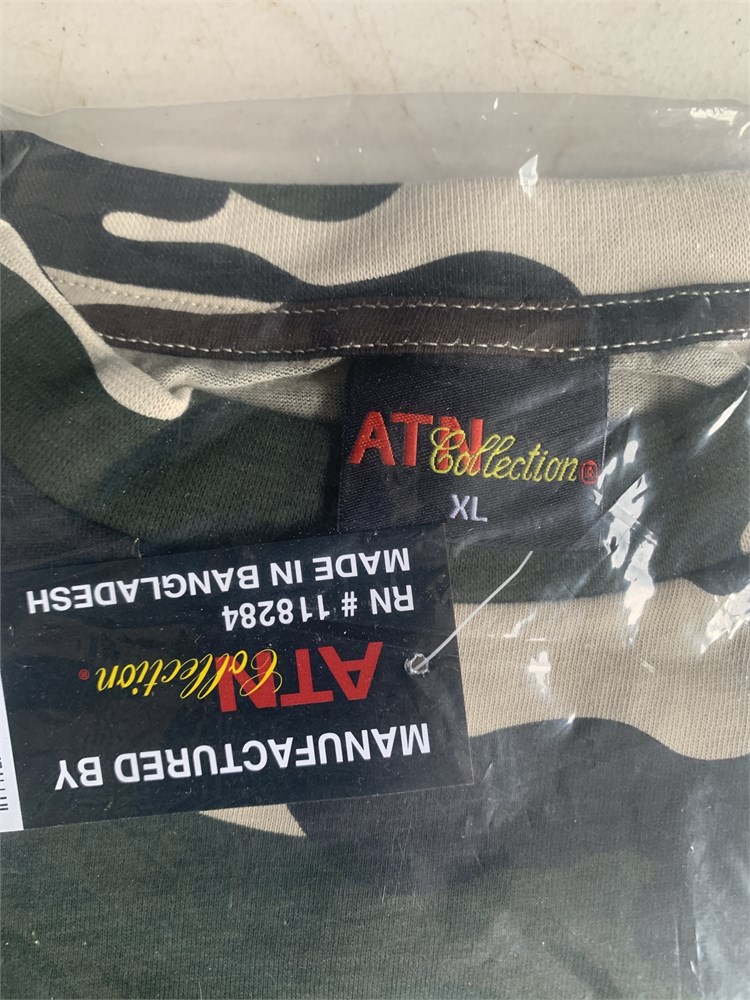 ATN Collection®
XL
MANUFACTURED BY
ATN Collection®
RN # 118284
MADE IN BANGLADESH